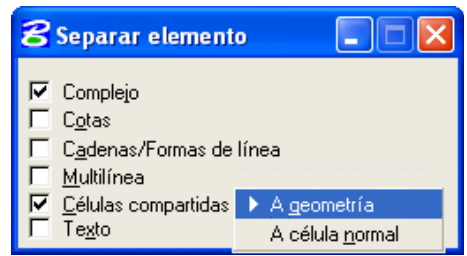 Separar elemento
Complejo
Cotas
Cadenas/Formas de línea
Multilínea
Células compartidas A geometría
Texto A célula normal